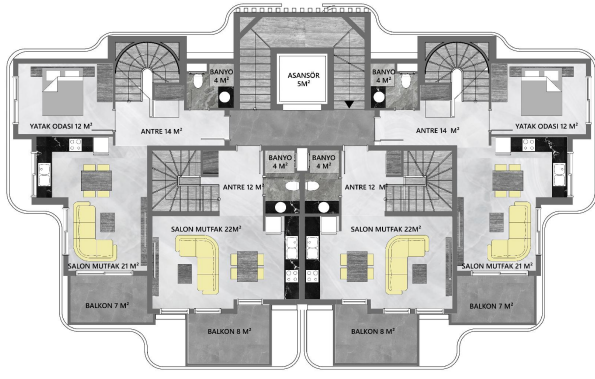 BANYO
4 M²
ASANSÖR
5M²
BANYO
4 M²
YATAK ODASI 12 M²
ANTRE 14 M²
ANTRE 14 M²
YATAK ODASI 12 M²
BANYO
4 M²
BANYO
4 M²
ANTRE 12 M²
ANTRE 12 M²
SALON MUTFAK 22M²
SALON MUTFAK 22M²
SALON MUTFAK 21 M²
SALON MUTFAK 21 M²
BALKON 7 M²
BALKON 7 M²
BALKON 8 M²
BALKON 8 M²